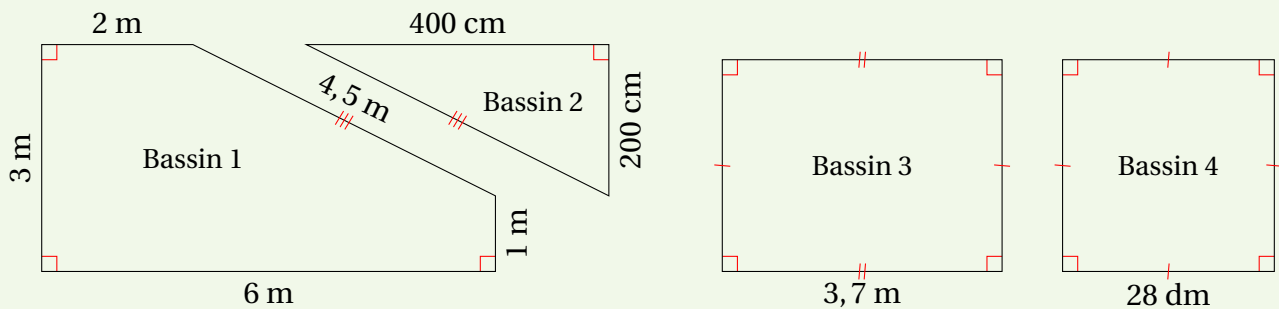 2 m
400 cm
4, 5 m
Bassin 2
200 cm
3 m
Bassin 1
1 m
6 m
Bassin 3
Bassin 4
3, 7 m
28 dm